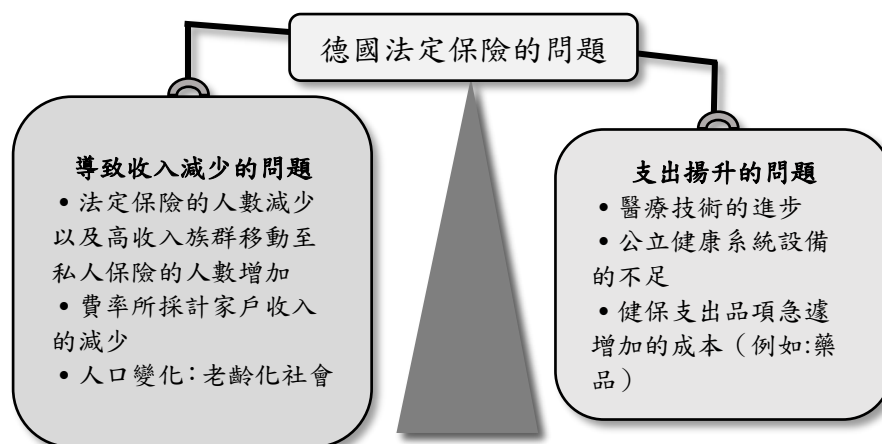 德國法定保險的問題
導致收入減少的問題
•法定保險的人數減少
以及高收入族群移動至
私人保險的人數增加
•費率所採計家戶收入
的減少
•人口變化:老齡化社會
支出揚升的問題
•醫療技術的進步
•公立健康系統設備
的不足
•健保支出品項急遽
增加的成本(例如:藥
品)